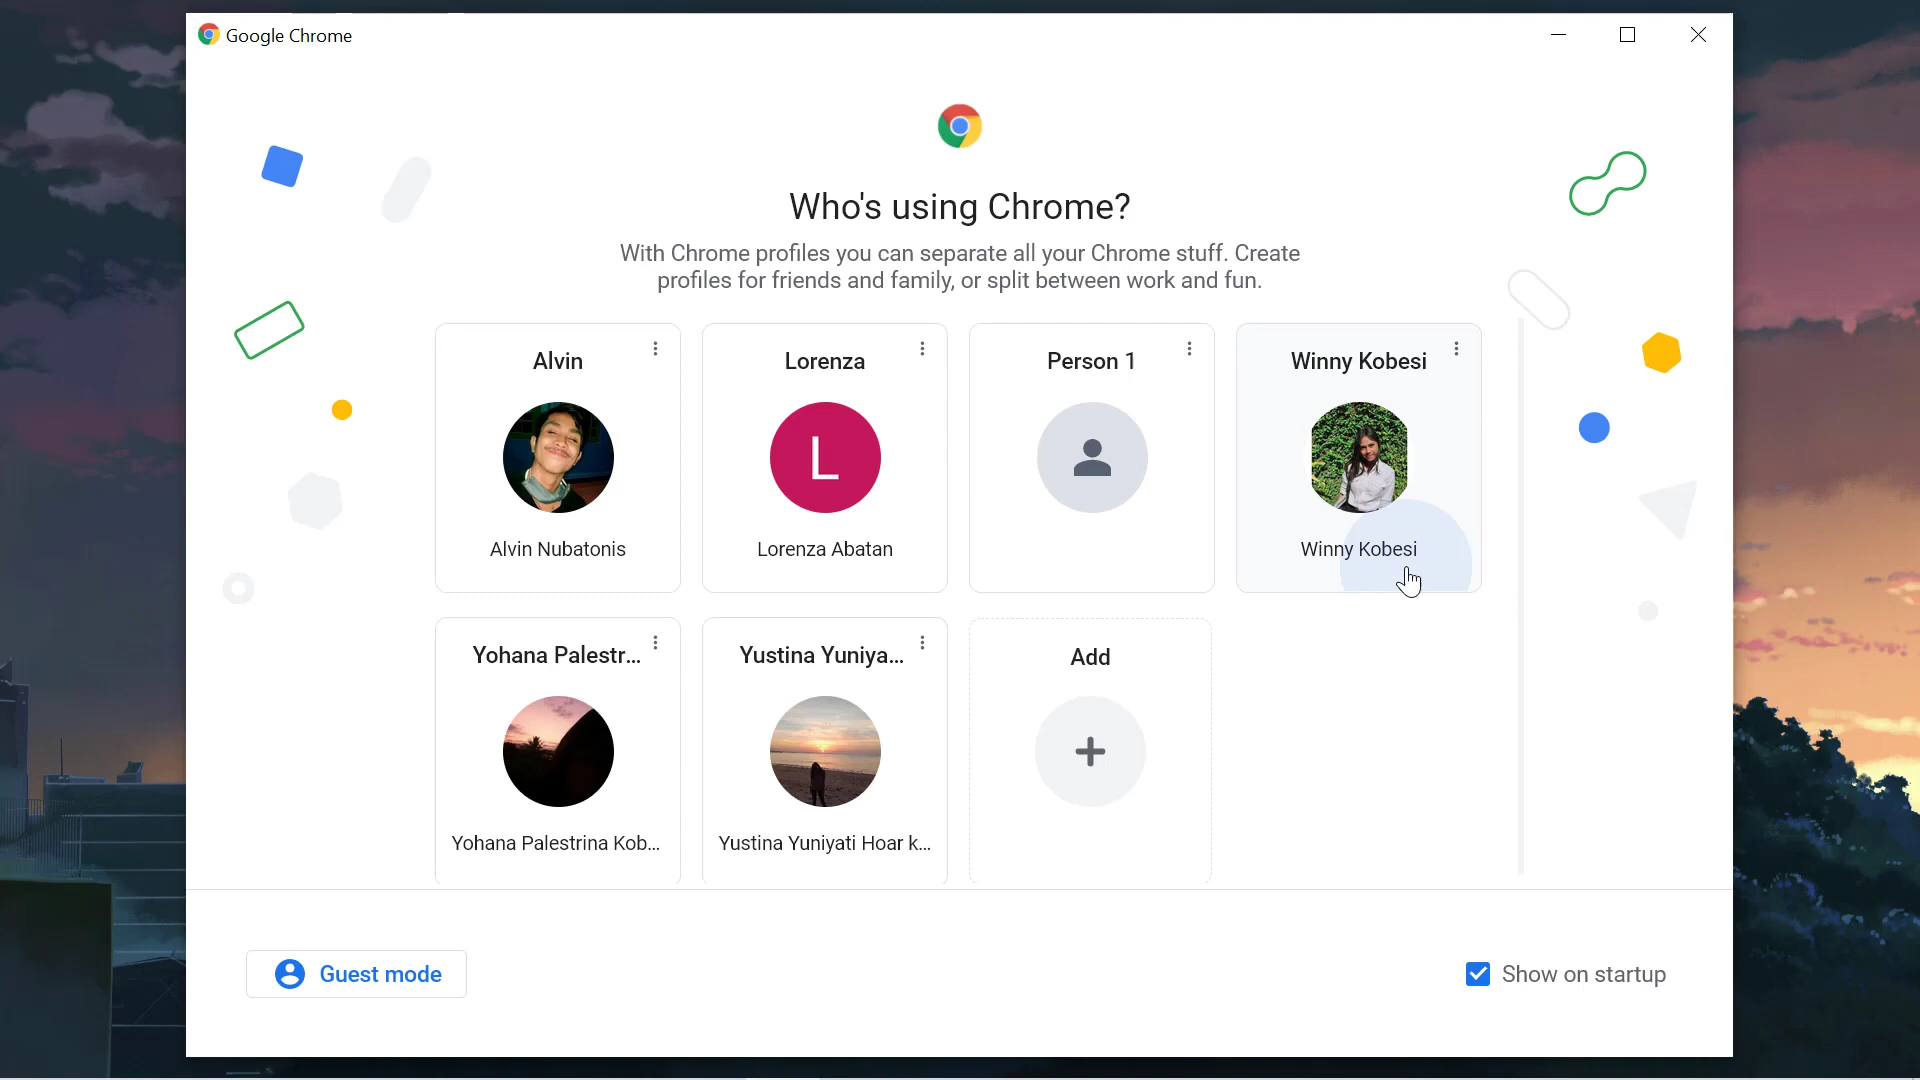 Google Chrome
Who's using Chrome?
With Chrome profiles you can separate all your Chrome stuff. Create
profiles for friends and family, or split between work and fun.
Alvin
Lorenza
Person 1
Winny Kobesi
L
Alvin Nubatonis
Lorenza Abatan
Winny Kobesi
Yohana Palestr...
Yustina Yuniya...
Add
Yohana Palestrina Kob...
Yustina Yuniyati Hoar k...
Guest mode
Show on startup